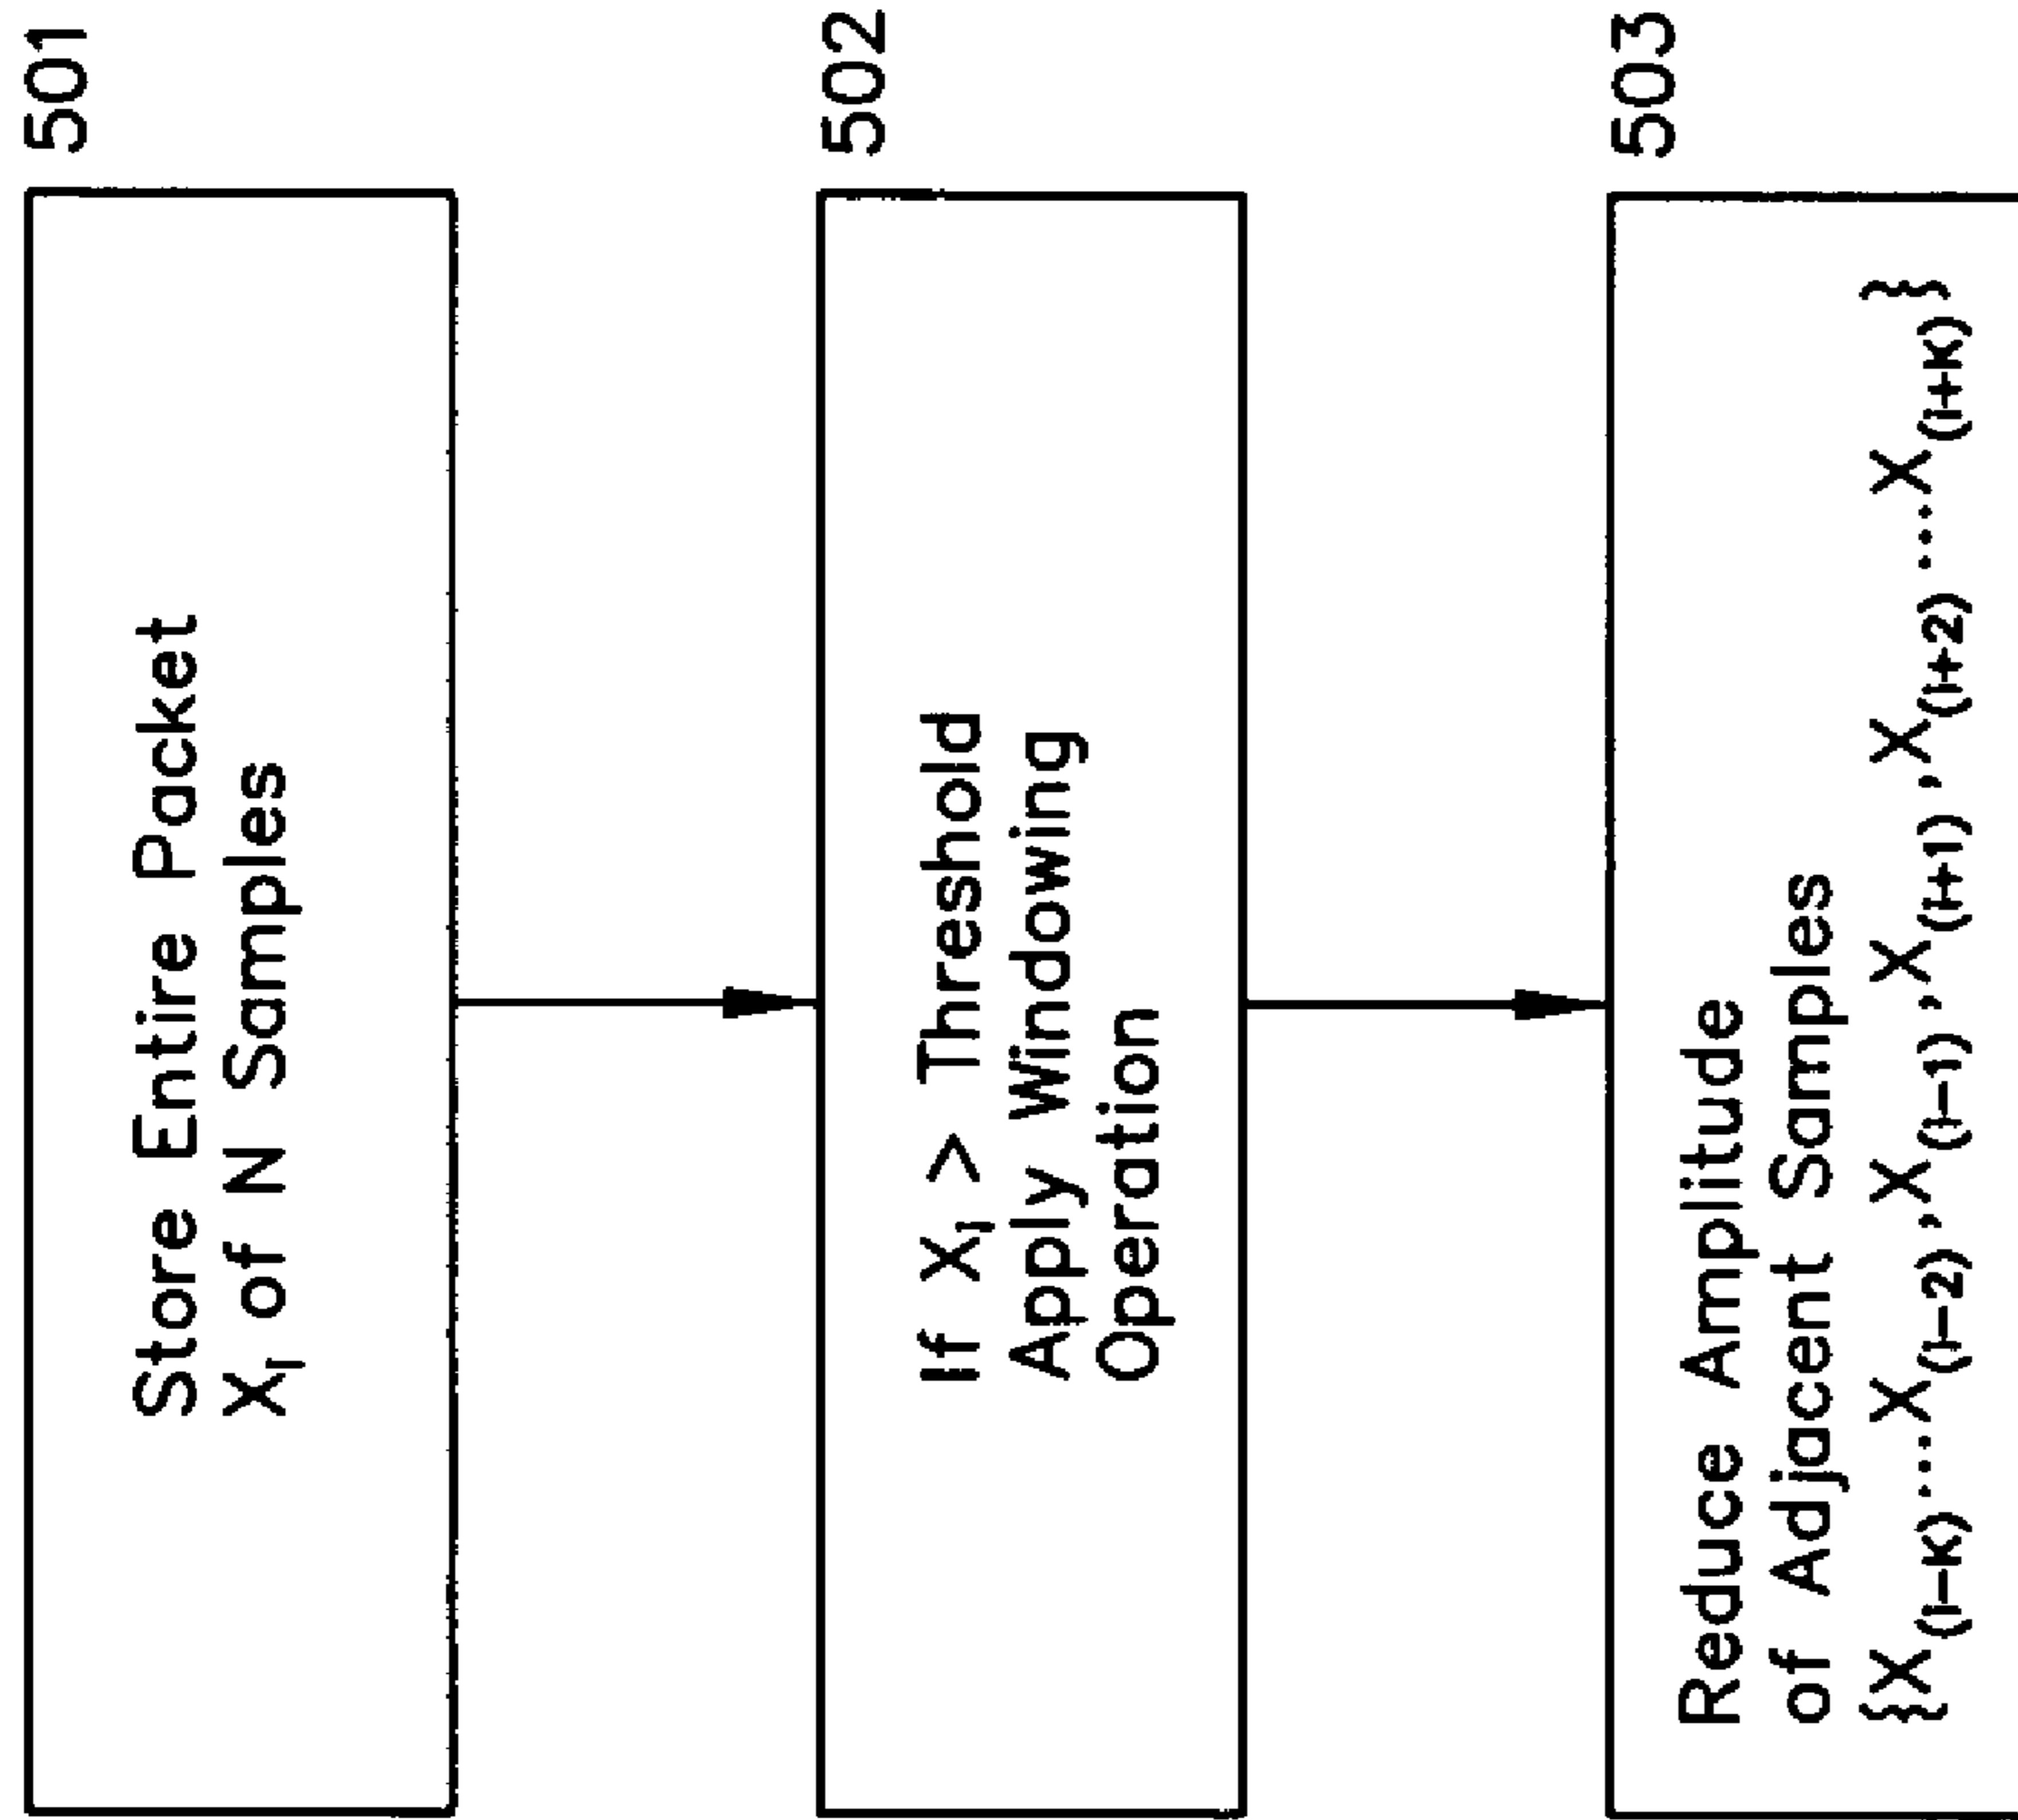 501
Store Entire Packet
X_i of N Samples
502
If X_i > Threshold
Apply Windowing
Operation
503
Reduce Amplitude
of Adjacent Samples
{X_(i-K)...X_(i-2),X_(i-1),X_(i+1),X_(i+2)...X_(i+K)}